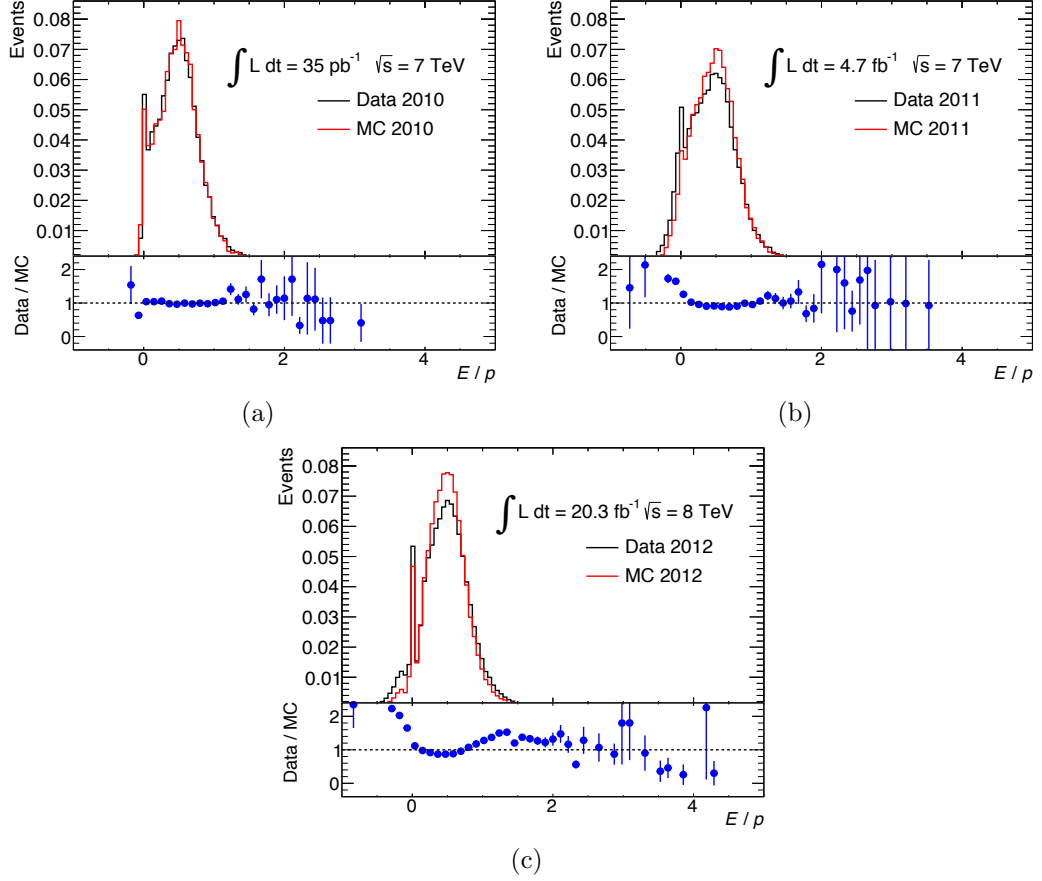 Events
0.08
0.07
0.06
0.05
0.04
0.03
0.02
0.01
∫ L dt = 35 pb⁻¹ √s = 7 TeV
Data 2010
MC 2010
Data / MC
2
1
0
0 2 4
E / p
(a)
Events
0.08
0.07
0.06
0.05
0.04
0.03
0.02
0.01
∫ L dt = 4.7 fb⁻¹ √s = 7 TeV
Data 2011
MC 2011
Data / MC
2
1
0
0 2 4
E / p
(b)
Events
0.08
0.07
0.06
0.05
0.04
0.03
0.02
0.01
∫ L dt = 20.3 fb⁻¹ √s = 8 TeV
Data 2012
MC 2012
Data / MC
2
1
0
0 2 4
E / p
(c)